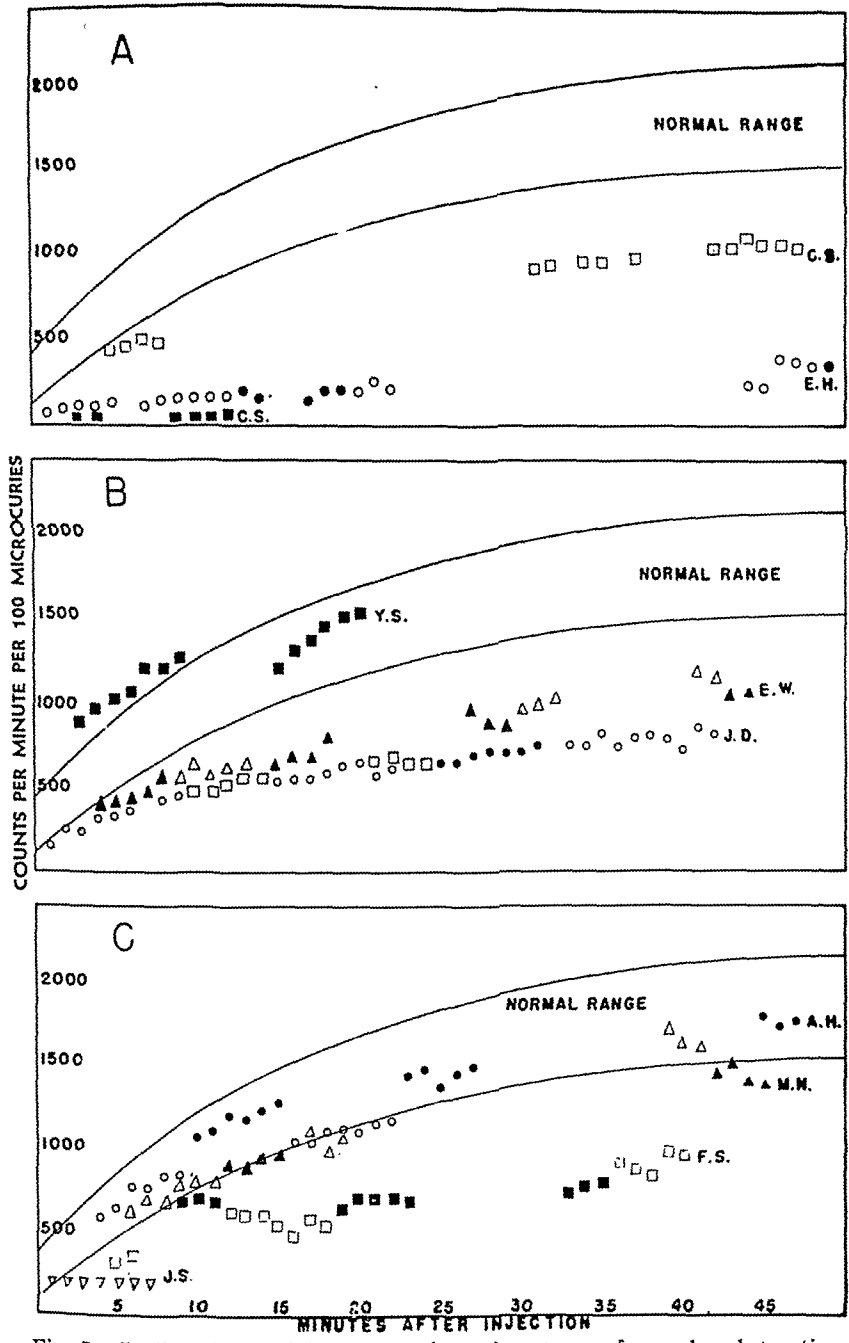 A
2000
NORMAL RANGE
1500
1000
C.S.
500
E.H.
C.S.
COUNTS PER MINUTE PER 100 MICROCURIES
B
2000
NORMAL RANGE
1500
Y.S.
1000
E.W.
J.D.
500
C
2000
NORMAL RANGE
A.H.
1500
M.N.
1000
F.S.
500
J.S.
5 10 15 20 25 30 35 40 45
MINUTES AFTER INJECTION